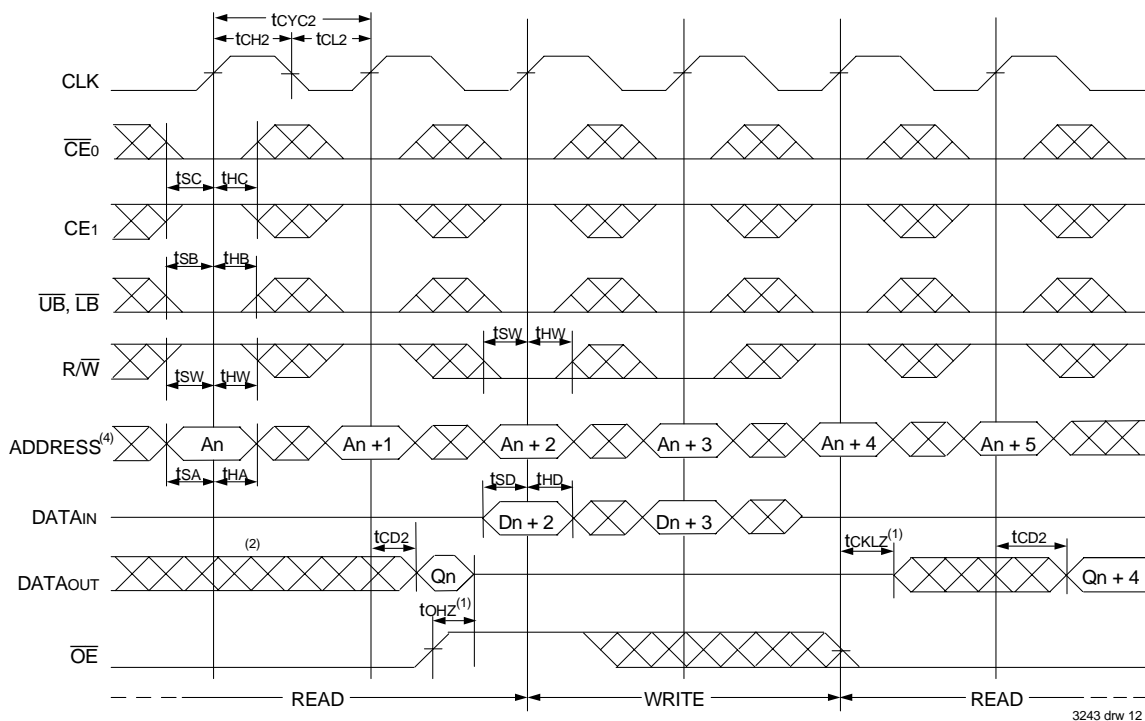 tCYC2
tCH2 tCL2
CLK
CE0
tSC tHC
CE1
tSB tHB
UB, LB
tSW tHW
R/W
tSW tHW
ADDRESS(4) An An + 1 An + 2 An + 3 An + 4 An + 5
tSA tHA tSD tHD
DATAIN Dn + 2 Dn + 3
(2) tCD2 tCKLZ(1) tCD2
DATAOUT Qn Qn + 4
tOHZ(1)
OE
READ WRITE READ
3243 drw 12